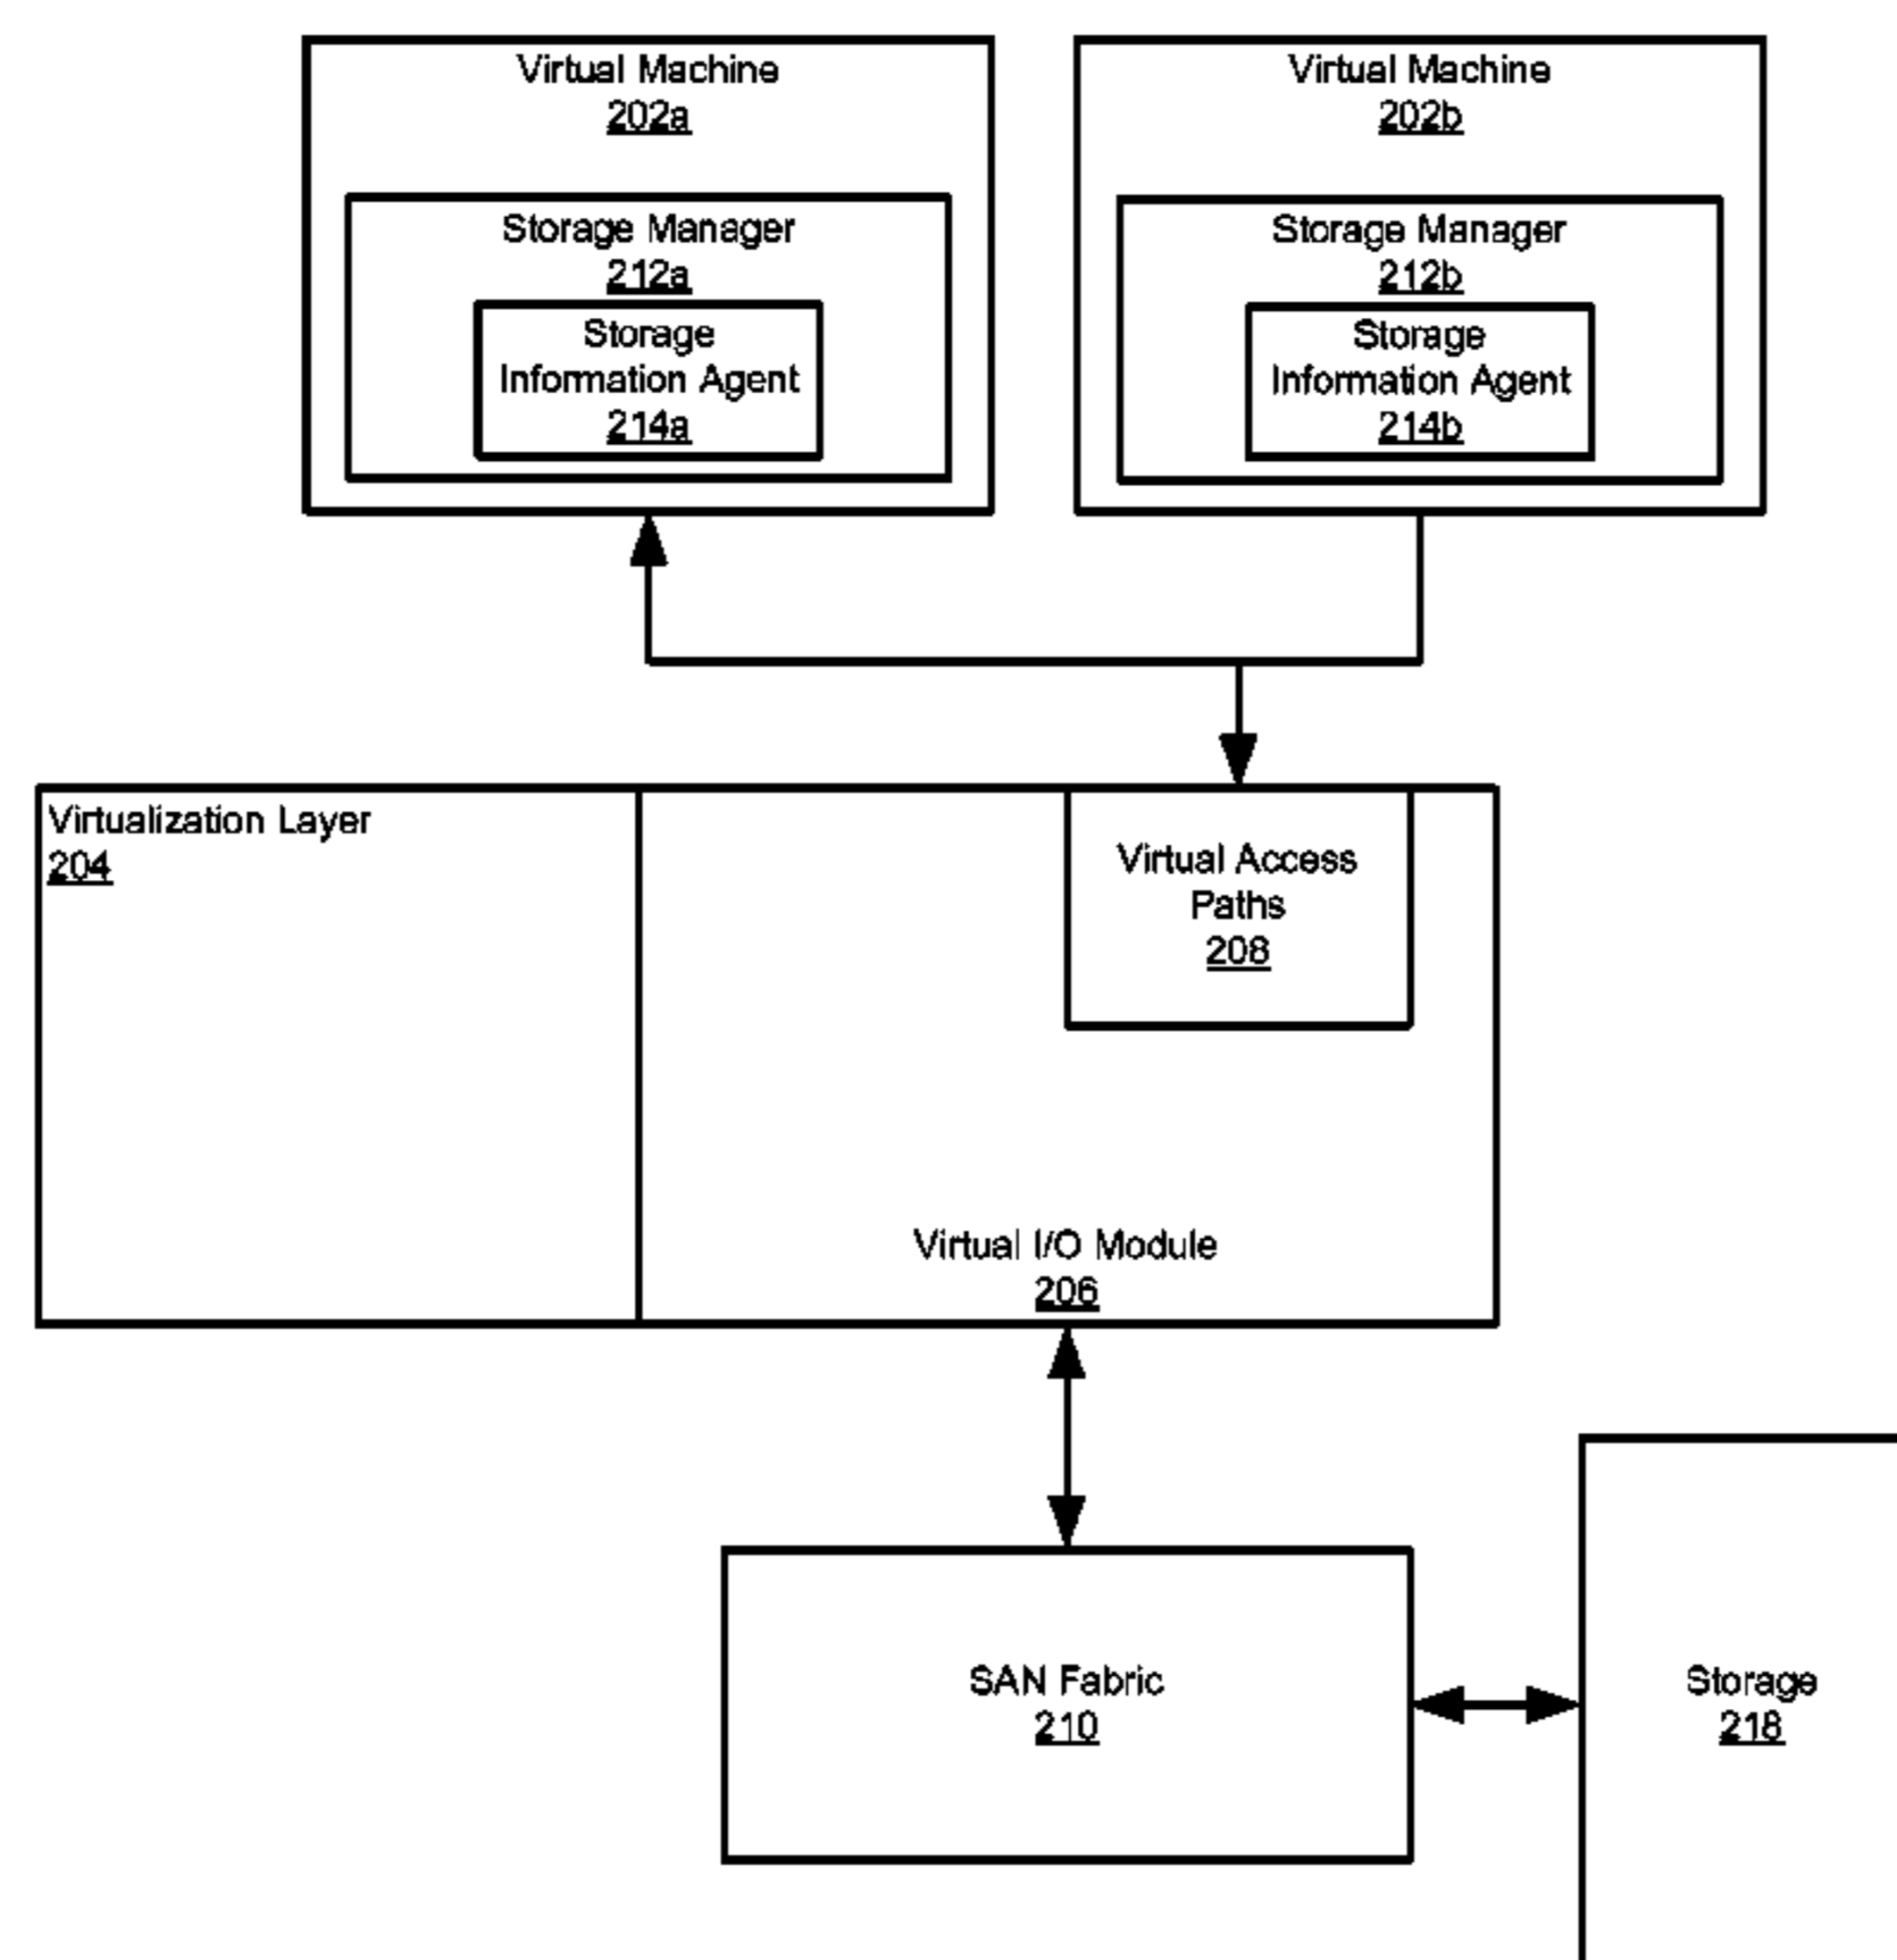 Virtual Machine
202a
Storage Manager
212a
Storage
Information Agent
214a
Virtual Machine
202b
Storage Manager
212b
Storage
Information Agent
214b
Virtualization Layer
204
Virtual Access
Paths
208
Virtual I/O Module
206
SAN Fabric
210
Storage
218